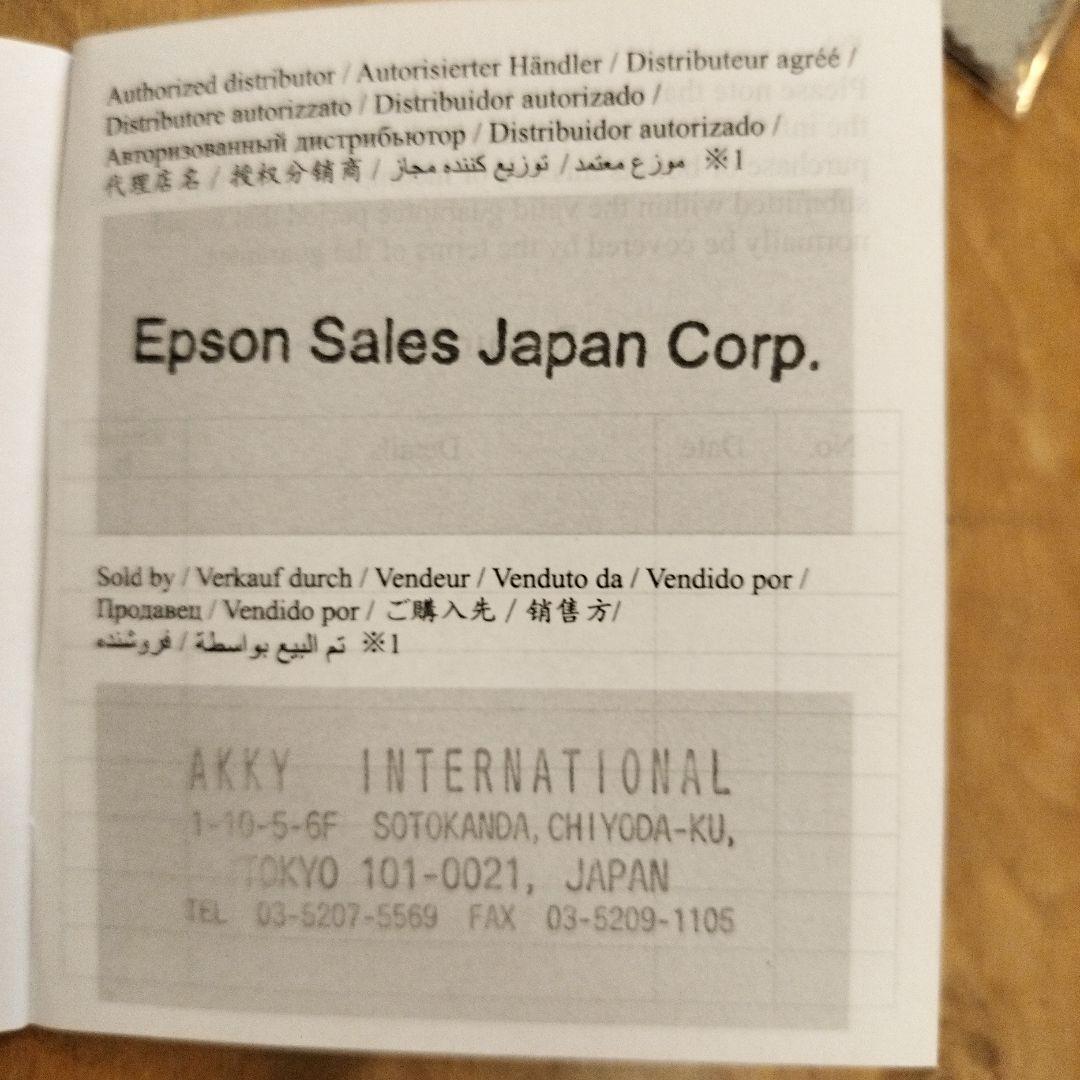 Authorized distributor / Autorisierter Händler / Distributeur agréé /
Distributore autorizzato / Distribuidor autorizado /
Авторизованный дистрибьютор / Distribuidor autorizado /
代理店名 / 授权分销商 / موزع معتمد / توزیع کننده مجاز ※1
Epson Sales Japan Corp.
Sold by / Verkauf durch / Vendeur / Venduto da / Vendido por /
Продавец / Vendido por / ご購入先 / 销售方/
تم البيع بواسطة / فروشنده ※1
AKKY INTERNATIONAL
1-10-5-6F SOTOKANDA, CHIYODA-KU,
TOKYO 101-0021, JAPAN
TEL 03-5207-5569 FAX 03-5209-1105